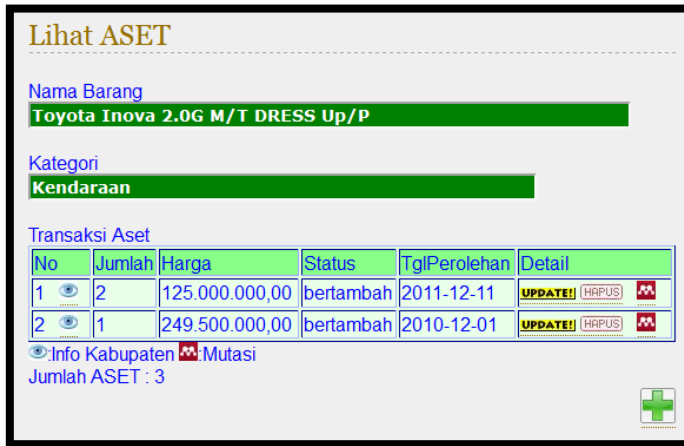 Lihat ASET
Nama Barang
Toyota Inova 2.0G M/T DRESS Up/P
Kategori
Kendaraan
Transaksi Aset
No Jumlah Harga Status TglPerolehan Detail
1 2 125.000.000,00 bertambah 2011-12-11 UPDATE! HAPUS
2 1 249.500.000,00 bertambah 2010-12-01 UPDATE! HAPUS
:Info Kabupaten :Mutasi
Jumlah ASET : 3